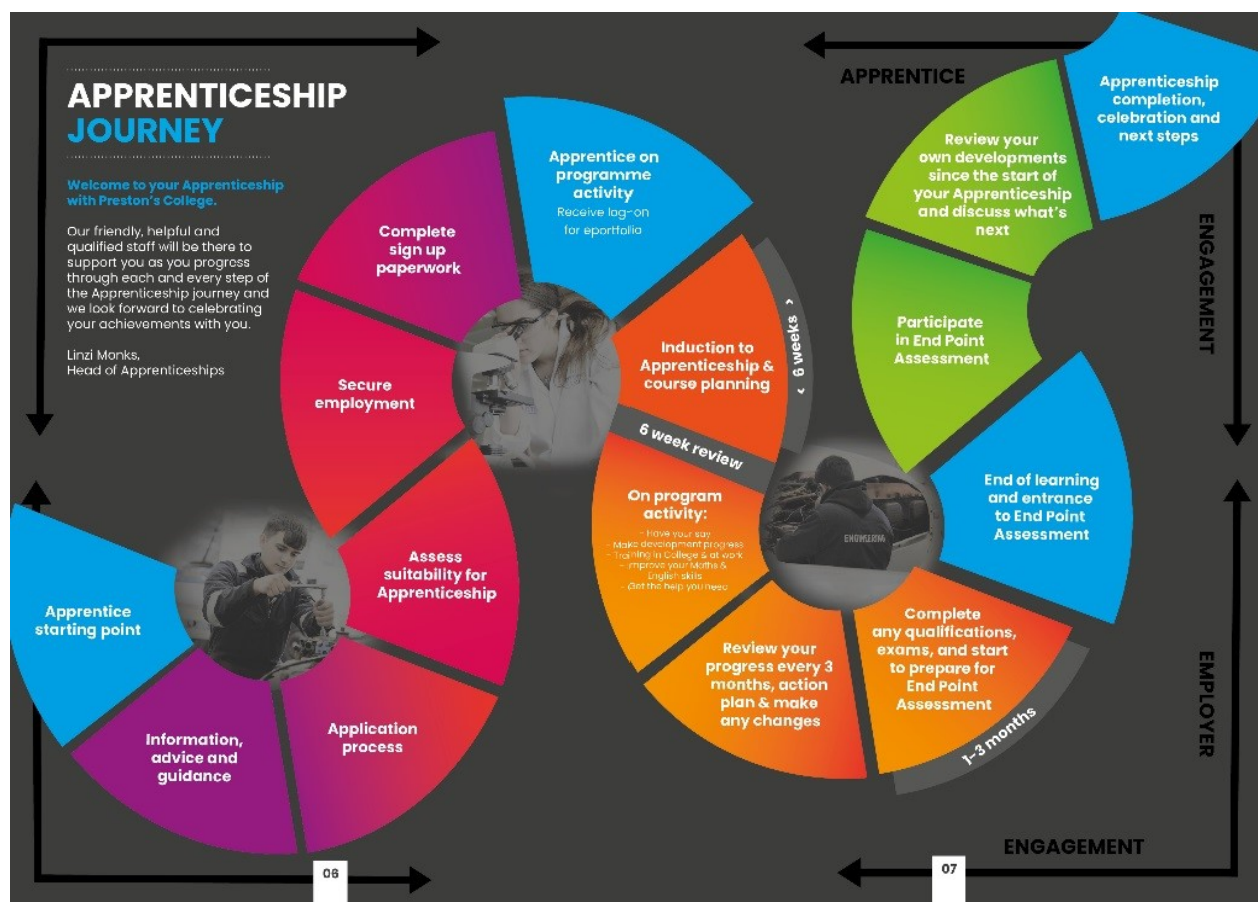 APPRENTICESHIP
JOURNEY
Welcome to your Apprenticeship
with Preston's College.
Our friendly, helpful and
qualified staff will be there to
support you as you progress
through each and every step of
the Apprenticeship journey and
we look forward to celebrating
your achievements with you.
Linzi Monks,
Head of Apprenticeships
Apprentice
starting point
Information,
advice and
guidance
Application
process
Assess
suitability for
Apprenticeship
Secure
employment
Complete
sign up
paperwork
Apprentice on
programme
activity
Receive log-on
for eportfolio
Induction to
Apprenticeship &
course planning
< 6 weeks >
6 week review
On program
activity:
- Have your say
- Make development progress
- Training in College & at work
- Improve your Maths &
English skills
- Get the help you need
Review your
progress every 3
months, action
plan & make
any changes
Complete
any qualifications,
exams, and start
to prepare for
End Point
Assessment
1-3 months
End of learning
and entrance
to End Point
Assessment
Participate
in End Point
Assessment
Review your
own developments
since the start of
your Apprenticeship
and discuss what's
next
Apprenticeship
completion,
celebration and
next steps
APPRENTICE
ENGAGEMENT
EMPLOYER
ENGAGEMENT
ENGINEERING
06
07